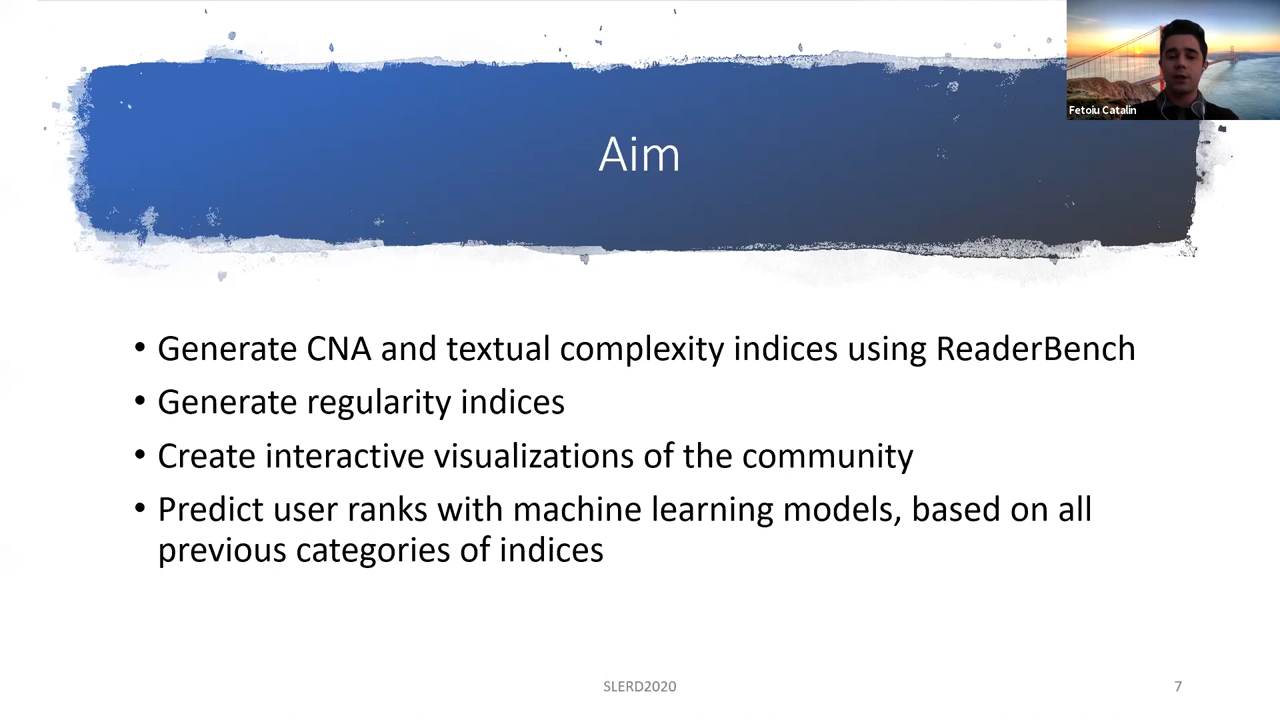 Fetoiu Catalin
Aim
• Generate CNA and textual complexity indices using ReaderBench
• Generate regularity indices
• Create interactive visualizations of the community
• Predict user ranks with machine learning models, based on all
previous categories of indices
SLERD2020
7